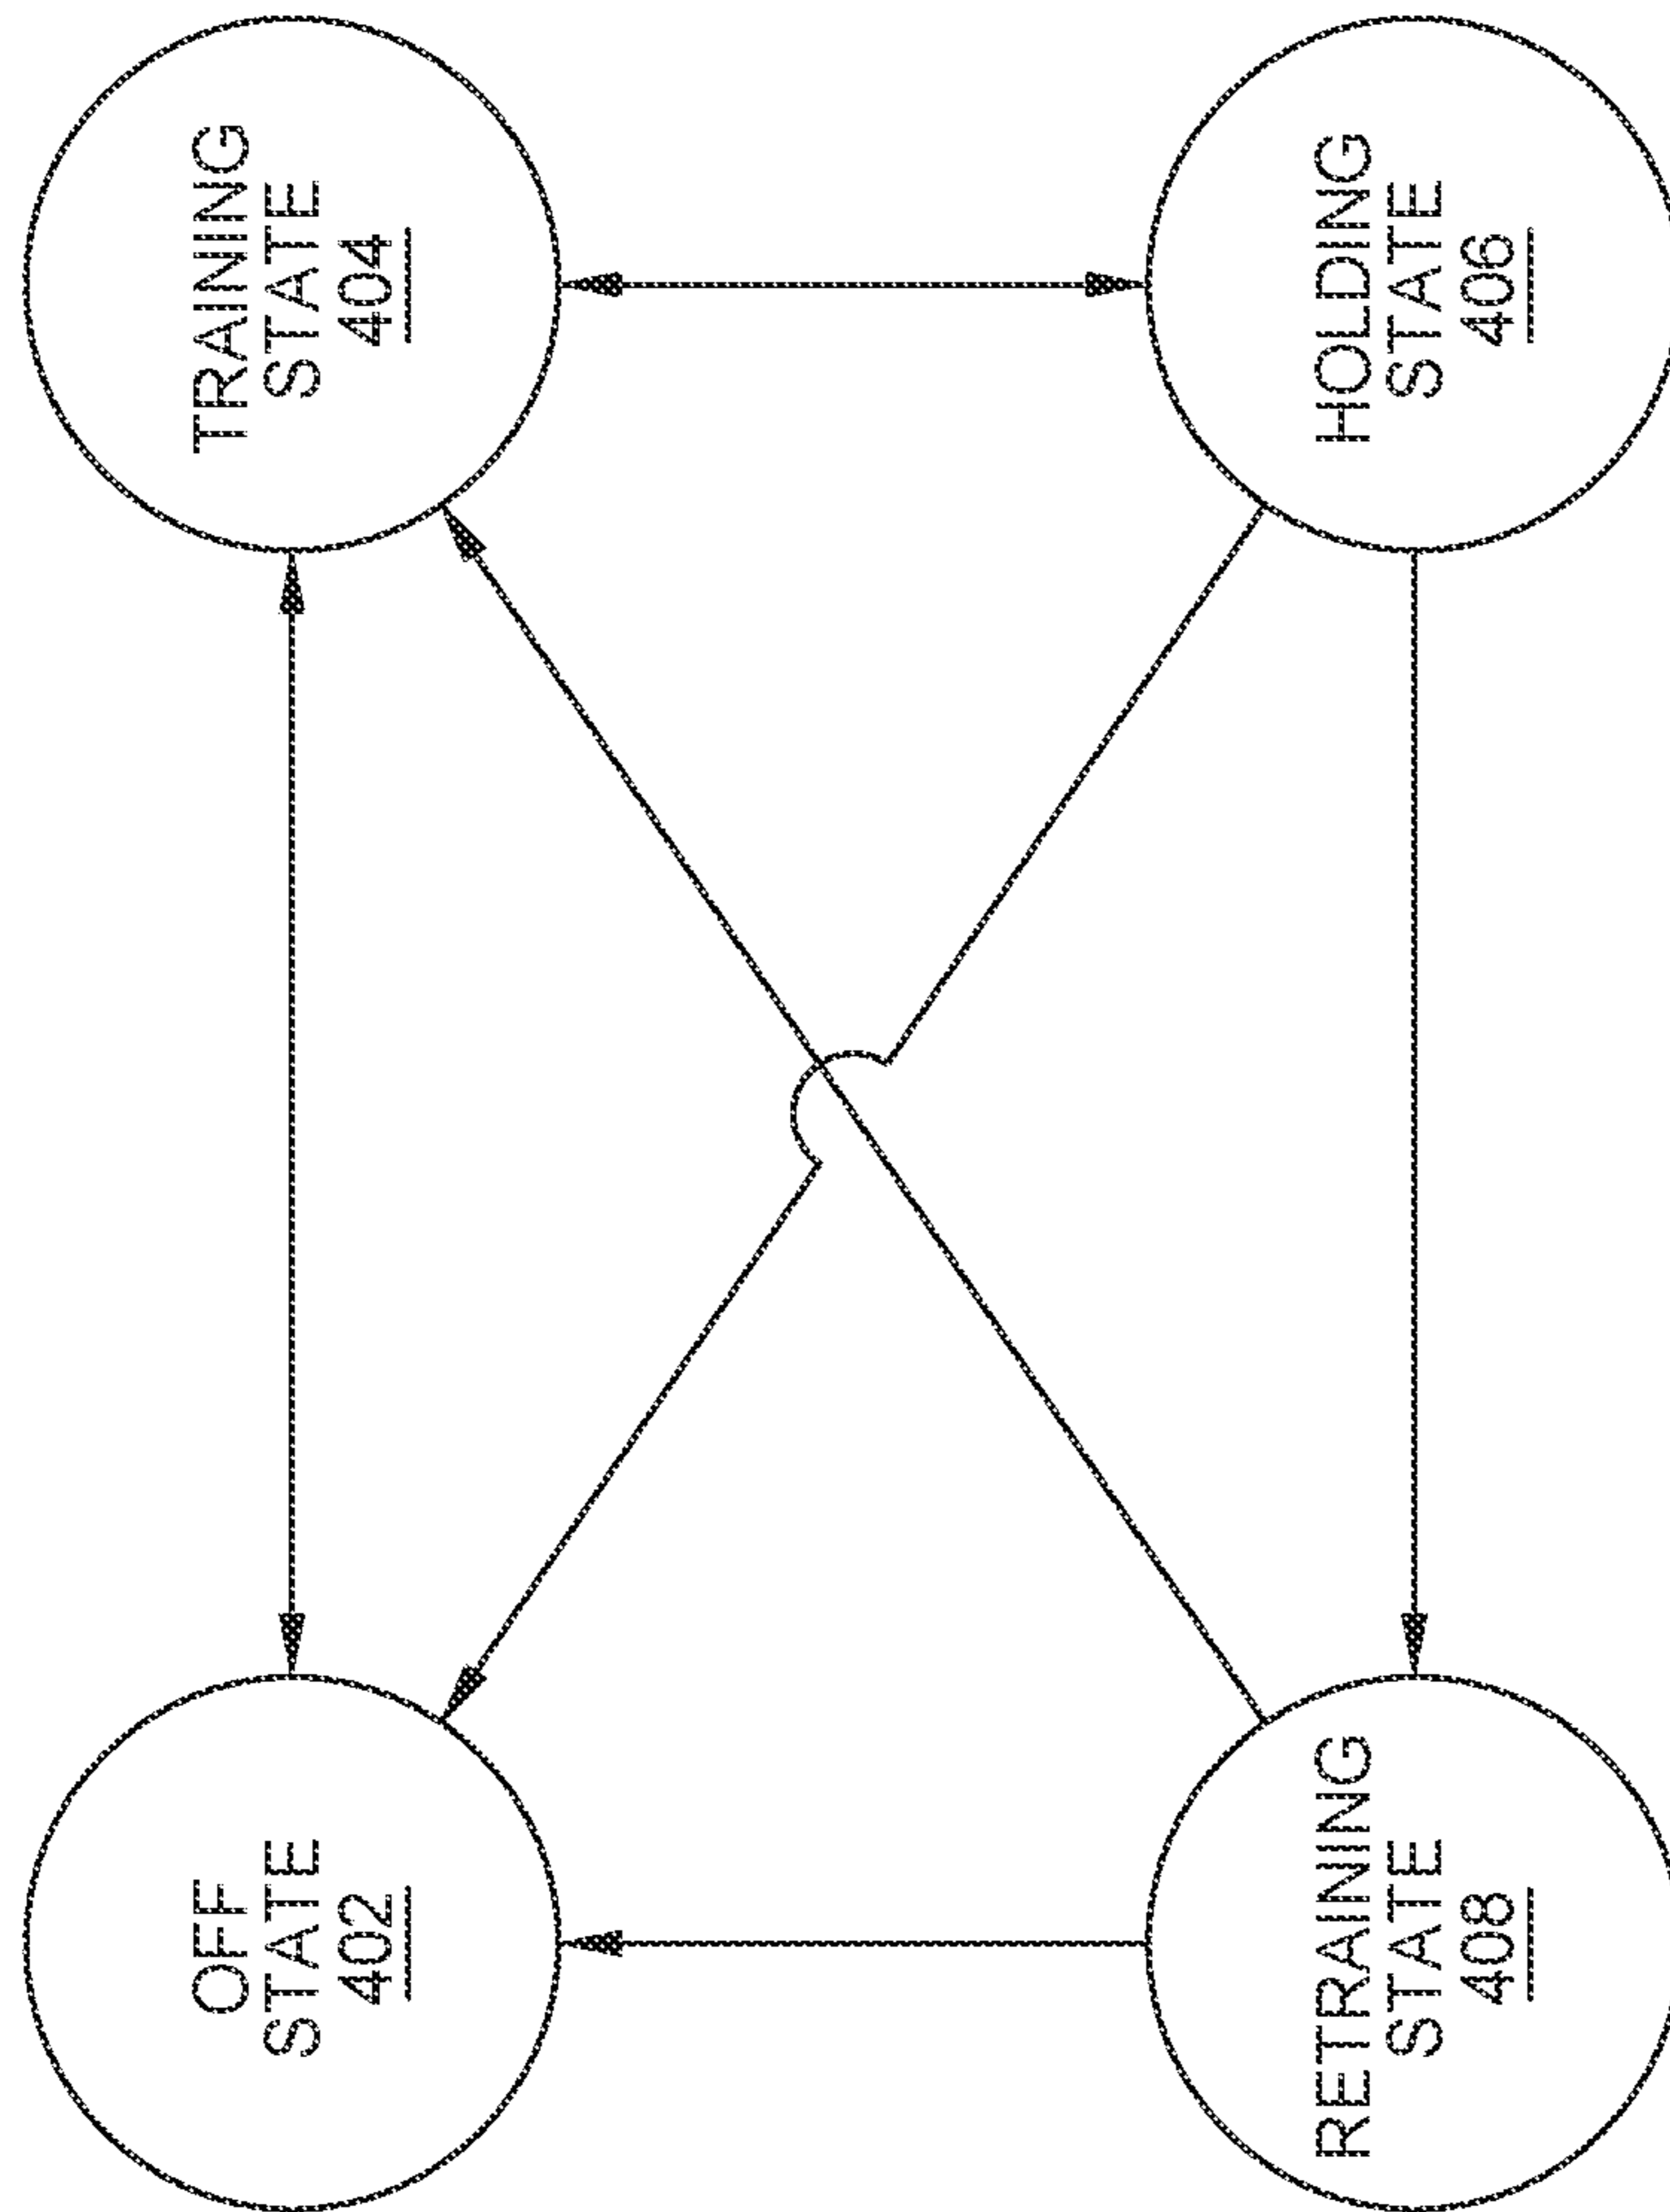 OFF
STATE
402
TRAINING
STATE
404
RETRAINING
STATE
408
HOLDING
STATE
406